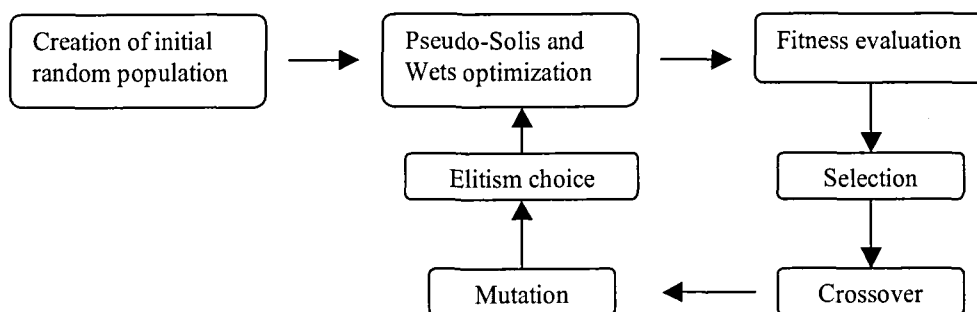 Creation of initial
random population
Pseudo-Solis and
Wets optimization
Fitness evaluation
Selection
Crossover
Mutation
Elitism choice